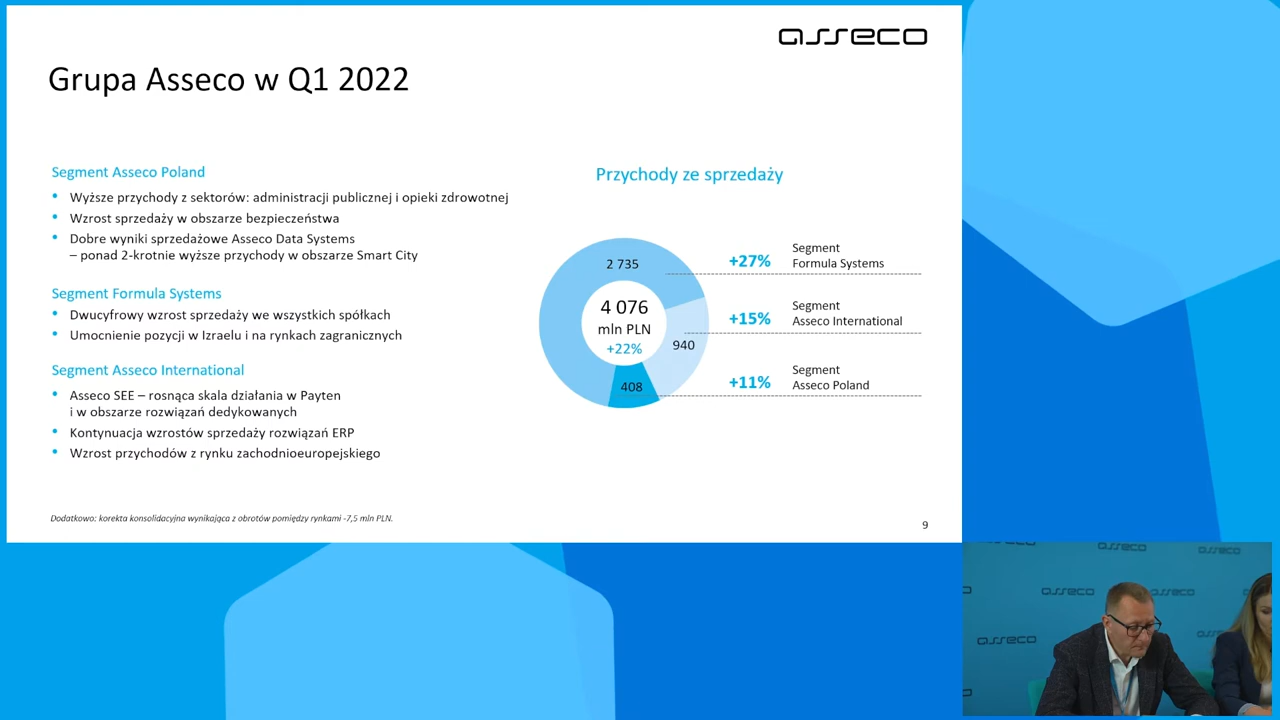 asseco
Grupa Asseco w Q1 2022
Segment Asseco Poland
• Wyższe przychody z sektorów: administracji publicznej i opieki zdrowotnej
• Wzrost sprzedaży w obszarze bezpieczeństwa
• Dobre wyniki sprzedażowe Asseco Data Systems
– ponad 2-krotnie wyższe przychody w obszarze Smart City
Segment Formula Systems
• Dwucyfrowy wzrost sprzedaży we wszystkich spółkach
• Umocnienie pozycji w Izraelu i na rynkach zagranicznych
Segment Asseco International
• Asseco SEE – rosnąca skala działania w Payten
i w obszarze rozwiązań dedykowanych
• Kontynuacja wzrostów sprzedaży rozwiązań ERP
• Wzrost przychodów z rynku zachodnioeuropejskiego
Przychody ze sprzedaży
2 735
4 076
mln PLN
+22%
940
408
+27%
Segment
Formula Systems
+15%
Segment
Asseco International
+11%
Segment
Asseco Poland
Dodatkowo: korekta konsolidacyjna wynikająca z obrotów pomiędzy rynkami -7,5 mln PLN.
9
asseco
asseco
asseco
asseco
asseco